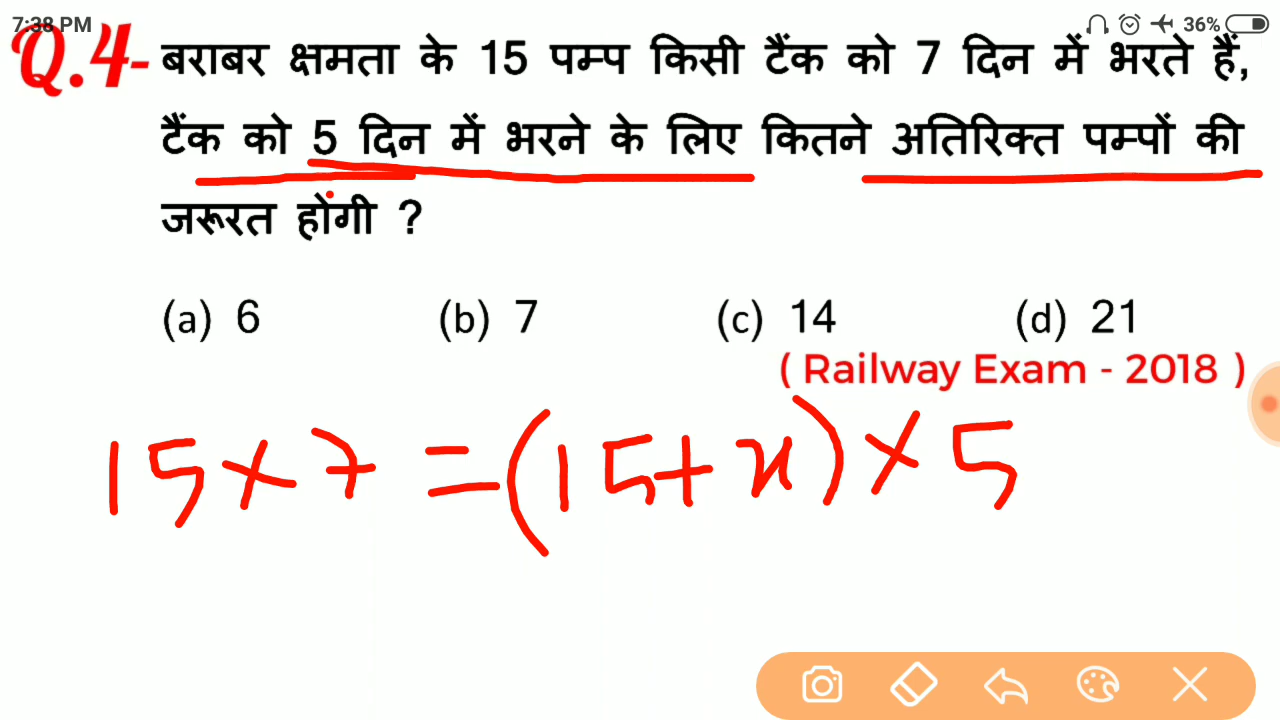 7:38 PM 36%
Q.4- बराबर क्षमता के 15 पम्प किसी टैंक को 7 दिन में भरते हैं,
टैंक को 5 दिन में भरने के लिए कितने अतिरिक्त पम्पों की
जरूरत होंगी ?
(a) 6 (b) 7 (c) 14 (d) 21
( Railway Exam - 2018 )
15 × 7 = (15 + x) × 5